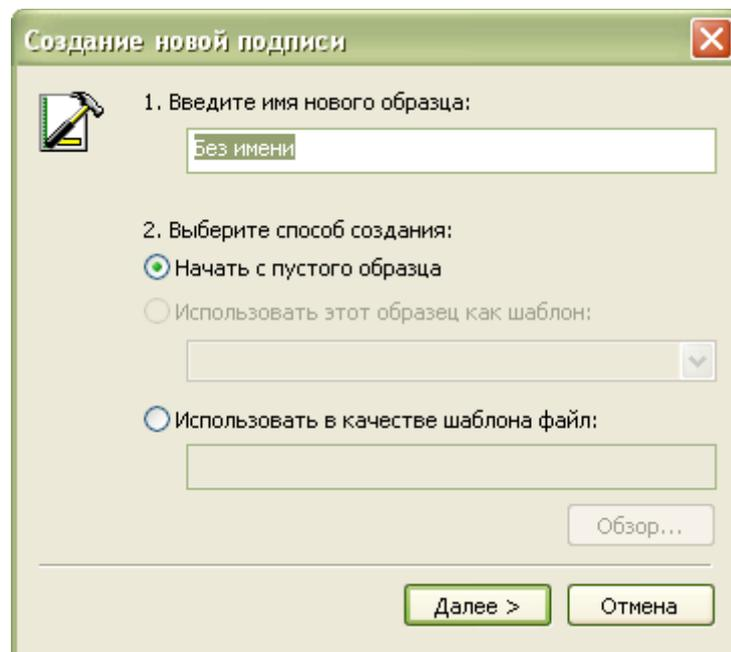 Создание новой подписи
1. Введите имя нового образца:
Без имени
2. Выберите способ создания:
Начать с пустого образца
Использовать этот образец как шаблон:
Использовать в качестве шаблона файл:
Обзор...
Далее >
Отмена